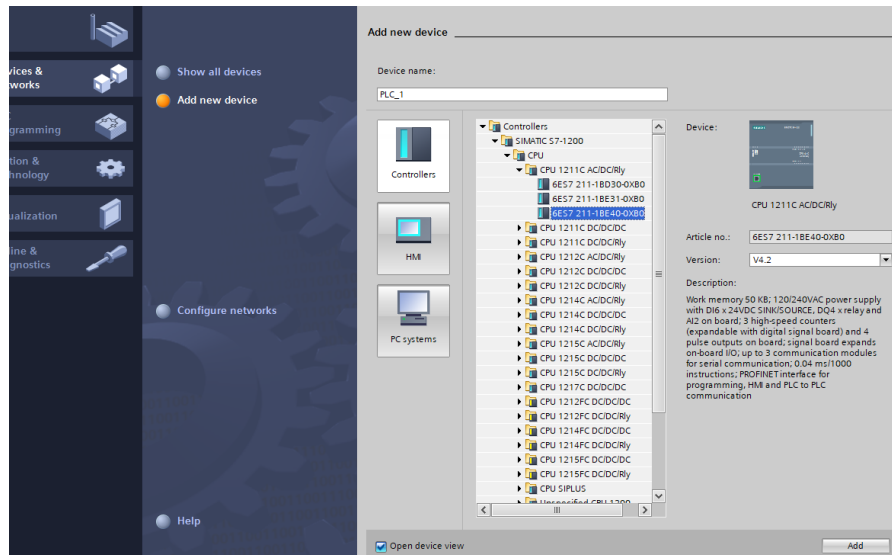 vices &
tworks
gramming
tion &
hnology
ualization
line &
gnostics
Show all devices
Add new device
Configure networks
Help
Add new device
Device name:
PLC_1
Controllers
HMI
PC systems
Controllers
SIMATIC S7-1200
CPU
CPU 1211C AC/DC/Rly
6ES7 211-1BD30-0XB0
6ES7 211-1BE31-0XB0
6ES7 211-1BE40-0XB0
CPU 1211C DC/DC/DC
CPU 1211C DC/DC/Rly
CPU 1212C AC/DC/Rly
CPU 1212C DC/DC/DC
CPU 1212C DC/DC/Rly
CPU 1214C AC/DC/Rly
CPU 1214C DC/DC/DC
CPU 1214C DC/DC/Rly
CPU 1215C AC/DC/Rly
CPU 1215C DC/DC/DC
CPU 1215C DC/DC/Rly
CPU 1217C DC/DC/DC
CPU 1212FC DC/DC/DC
CPU 1212FC DC/DC/Rly
CPU 1214FC DC/DC/DC
CPU 1214FC DC/DC/Rly
CPU 1215FC DC/DC/DC
CPU 1215FC DC/DC/Rly
CPU SIPLUS
Unspecified CPU 1200
Device:
CPU 1211C AC/DC/Rly
Article no.:
6ES7 211-1BE40-0XB0
Version:
V4.2
Description:
Work memory 50 KB; 120/240VAC power supply
with DI6 x 24VDC SINK/SOURCE, DQ4 x relay and
AI2 on board; 3 high-speed counters
(expandable with digital signal board) and 4
pulse outputs on board; signal board expands
on-board I/O; up to 3 communication modules
for serial communication; 0.04 ms/1000
instructions; PROFINET interface for
programming, HMI and PLC to PLC
communication
Open device view
Add